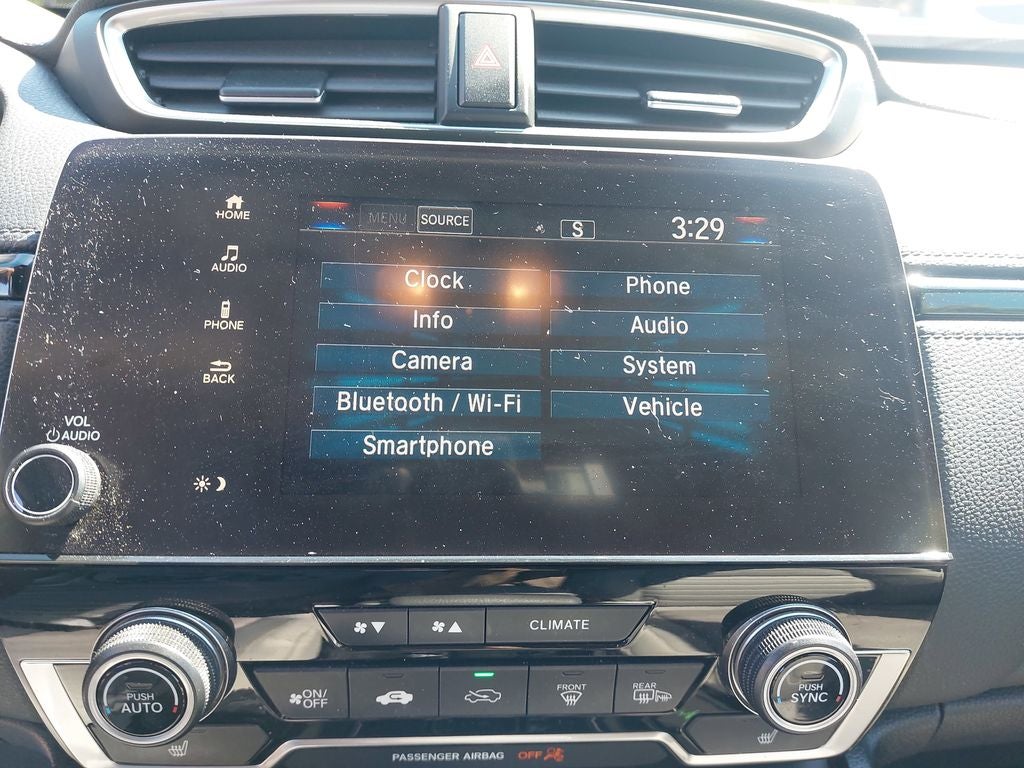 HOME
AUDIO
PHONE
BACK
VOL
AUDIO
MENU SOURCE S 3:29
Clock Phone
Info Audio
Camera System
Bluetooth / Wi-Fi Vehicle
Smartphone
CLIMATE
PUSH
AUTO
ON/
OFF
FRONT
REAR
PUSH
SYNC
PASSENGER AIRBAG OFF